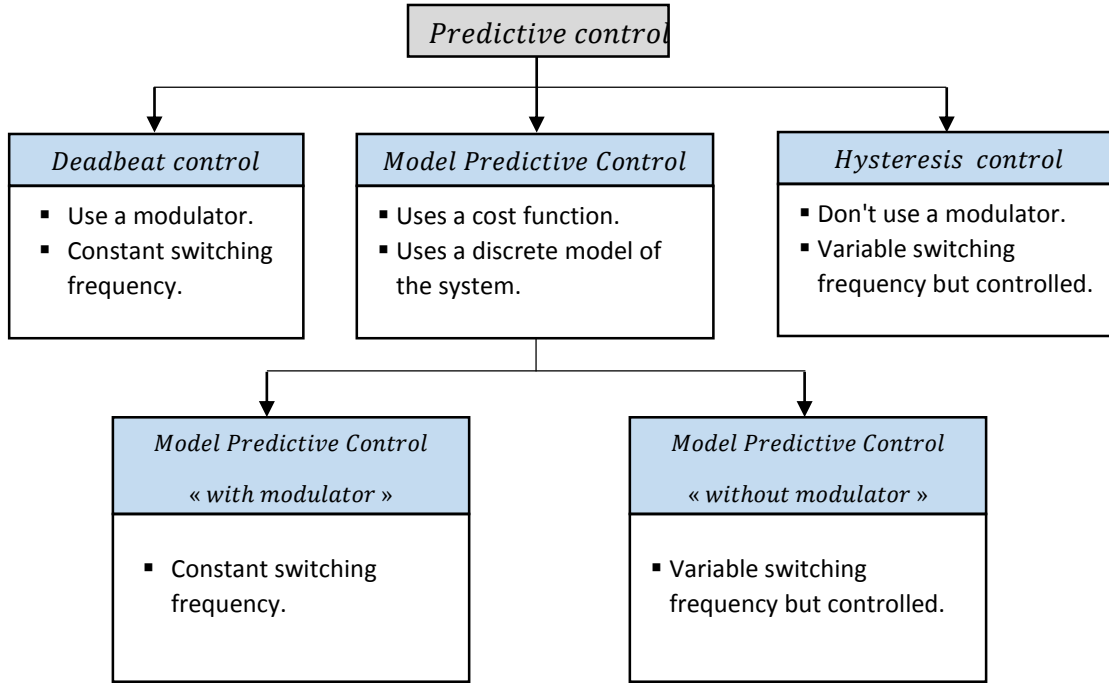 Predictive control
Deadbeat control
▪ Use a modulator.
▪ Constant switching
frequency.
Model Predictive Control
▪ Uses a cost function.
▪ Uses a discrete model of
the system.
Hysteresis control
▪ Don't use a modulator.
▪ Variable switching
frequency but controlled.
Model Predictive Control
« with modulator »
▪ Constant switching
frequency.
Model Predictive Control
« without modulator »
▪ Variable switching
frequency but controlled.